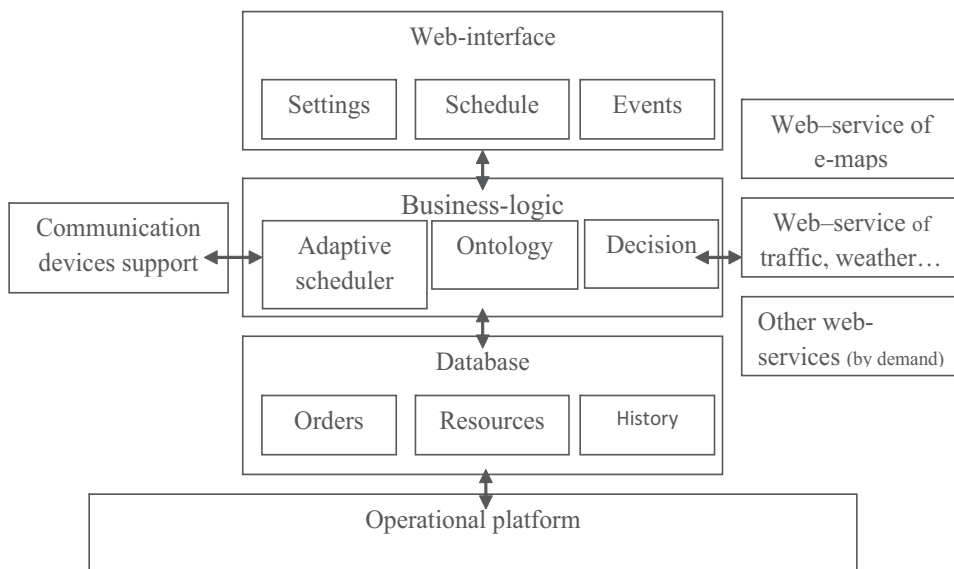 Web-interface
Settings
Schedule
Events
Web–service of
e-maps
Business-logic
Communication
devices support
Adaptive
scheduler
Ontology
Decision
Web–service of
traffic, weather…
Other web-
services (by demand)
Database
Orders
Resources
History
Operational platform